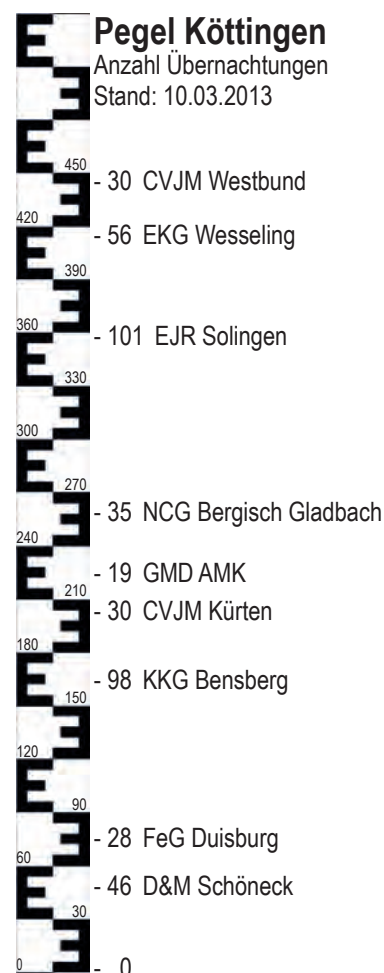 Pegel Köttingen
Anzahl Übernachtungen
Stand: 10.03.2013
450
- 30 CVJM Westbund
420
- 56 EKG Wesseling
390
360
- 101 EJR Solingen
330
300
270
- 35 NCG Bergisch Gladbach
240
- 19 GMD AMK
210
- 30 CVJM Kürten
180
- 98 KKG Bensberg
150
120
90
- 28 FeG Duisburg
60
- 46 D&M Schöneck
30
0
- 0